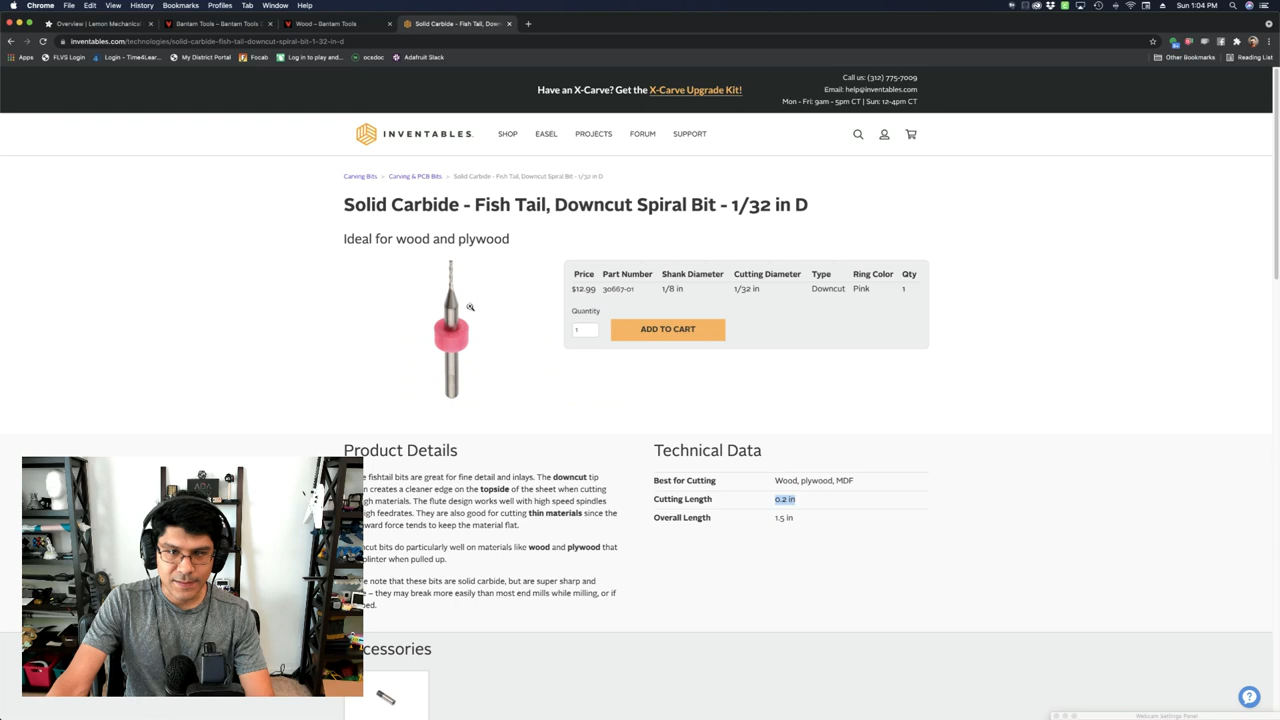 Chrome File Edit View History Bookmarks Profiles Tab Window Help
Sun 1:04 PM
Overview | Lemon Mechanical
Bantam Tools – Bantam Tools
Wood – Bantam Tools
Solid Carbide - Fish Tail, Down
inventables.com/technologies/solid-carbide-fish-tail-downcut-spiral-bit-1-32-in-d
Apps FLVS Login Login - Time4Lear... My District Portal Focab Log in to play and... ocsdoc Adafruit Slack Other Bookmarks Reading List
Have an X-Carve? Get the X-Carve Upgrade Kit!
Call us: (312) 775-7009
Email: help@inventables.com
Mon - Fri: 9am - 5pm CT | Sun: 12-4pm CT
INVENTABLES SHOP EASEL PROJECTS FORUM SUPPORT
Carving Bits > Carving & PCB Bits > Solid Carbide - Fish Tail, Downcut Spiral Bit - 1/32 in D
Solid Carbide - Fish Tail, Downcut Spiral Bit - 1/32 in D
Ideal for wood and plywood
Price Part Number Shank Diameter Cutting Diameter Type Ring Color Qty
$12.99 30667-01 1/8 in 1/32 in Downcut Pink 1
Quantity
1 ADD TO CART
Product Details
fishtail bits are great for fine detail and inlays. The downcut tip
creates a cleaner edge on the topside of the sheet when cutting
materials. The flute design works well with high speed spindles
feedrates. They are also good for cutting thin materials since the
force tends to keep the material flat.
bits do particularly well on materials like wood and plywood that
when pulled up.
note that these bits are solid carbide, but are super sharp and
– they may break more easily than most end mills while milling, or if
Technical Data
Best for Cutting Wood, plywood, MDF
Cutting Length 0.2 in
Overall Length 1.5 in
ADA
Webcam Settings Panel